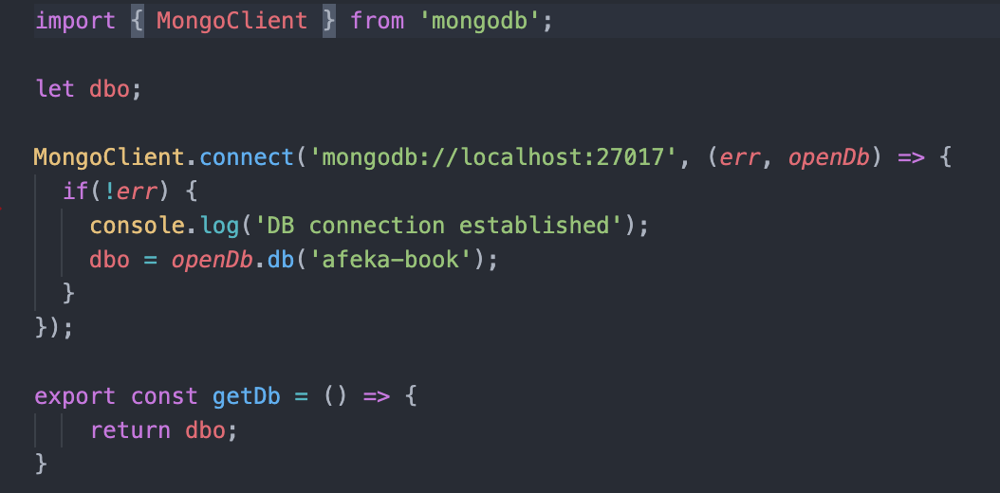 import { MongoClient } from 'mongodb';
let dbo;
MongoClient.connect('mongodb://localhost:27017', (err, openDb) => {
if(!err) {
console.log('DB connection established');
dbo = openDb.db('afeka-book');
}
});
export const getDb = () => {
return dbo;
}